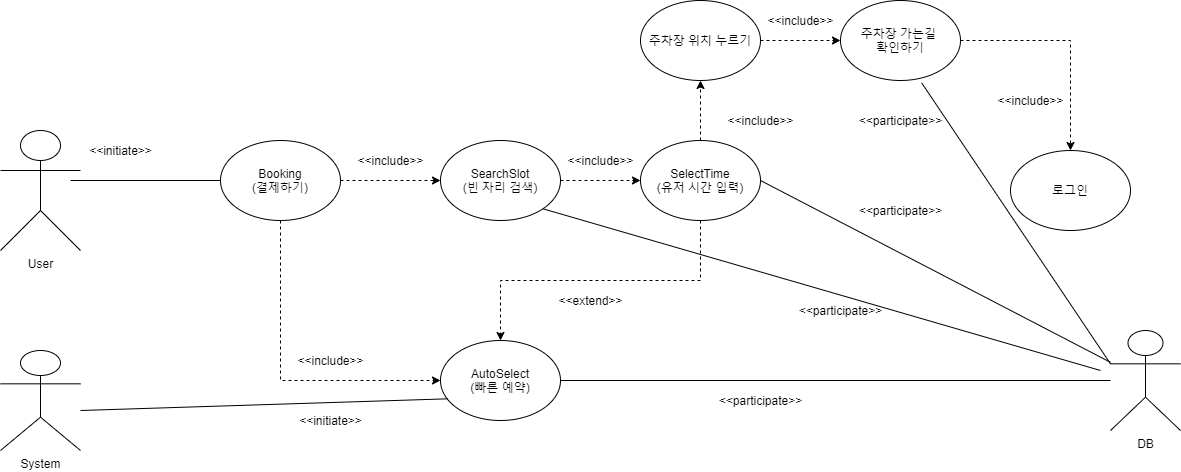 <<include>>
주차장 위치 누르기
주차장 가는길
확인하기
<<include>>
<<include>>
<<participate>>
<<initiate>>
Booking
(결제하기)
<<include>>
SearchSlot
(빈 자리 검색)
<<include>>
SelectTime
(유저 시간 입력)
로그인
<<participate>>
User
<<extend>>
<<participate>>
<<include>>
AutoSelect
(빠른 예약)
<<participate>>
<<initiate>>
System
DB